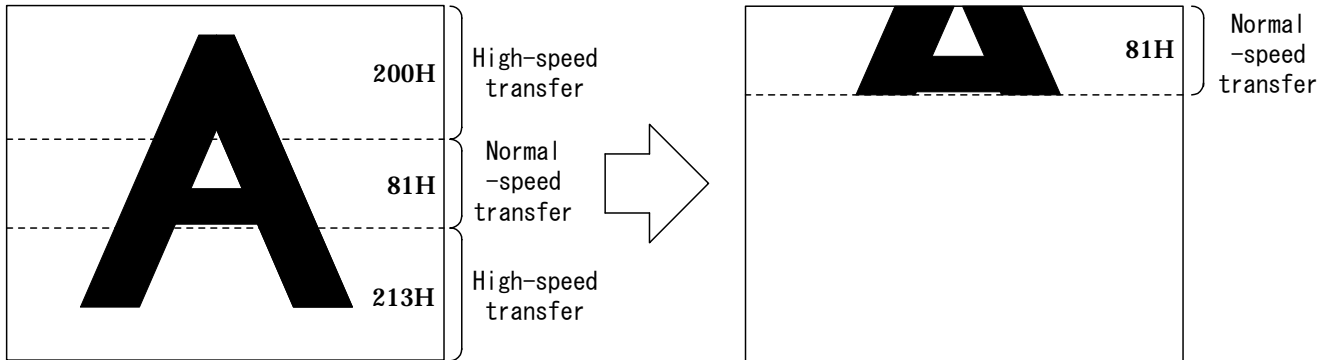 200H
High-speed
transfer
81H
Normal
-speed
transfer
213H
High-speed
transfer
81H
Normal
-speed
transfer